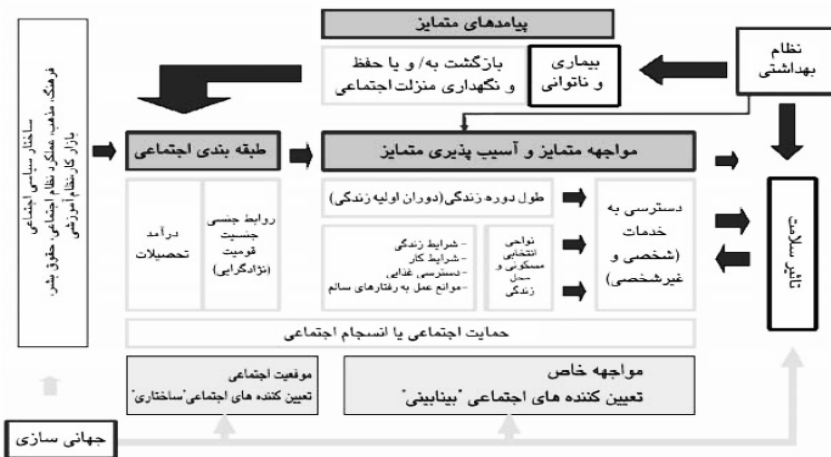 پیامدهای متمایز
نظام
بهداشتی
بیماری
و ناتوانی
بازگشت به/ و یا حفظ
و نگهداری منزلت اجتماعی
ساختار سیاسی اجتماعی
فرهنگ، مذهب، عملکرد نظام اجتماعی، حقوق بشر،
بازار کار،نظام آموزشی
طبقه بندی اجتماعی
مواجهه متمایز و آسیب پذیری متمایز
درآمد
تحصیلات
روابط جنسی
جنسیت
قومیت
(نژادگرایی)
طول دوره زندگی(دوران اولیه زندگی)
- شرایط زندگی
- شرایط کار
- دسترسی غذایی
- موانع عمل به رفتارهای سالم
نواحی
انتخابی
مسکونی و
محل
زندگی
دسترسی به
خدمات
(شخصی و
غیرشخصی)
تاثیر سلامت
حمایت اجتماعی یا انسجام اجتماعی
موقعیت اجتماعی
تعیین کننده های اجتماعی"ساختاری"
مواجهه خاص
تعیین کننده های اجتماعی "بینابینی"
جهانی سازی